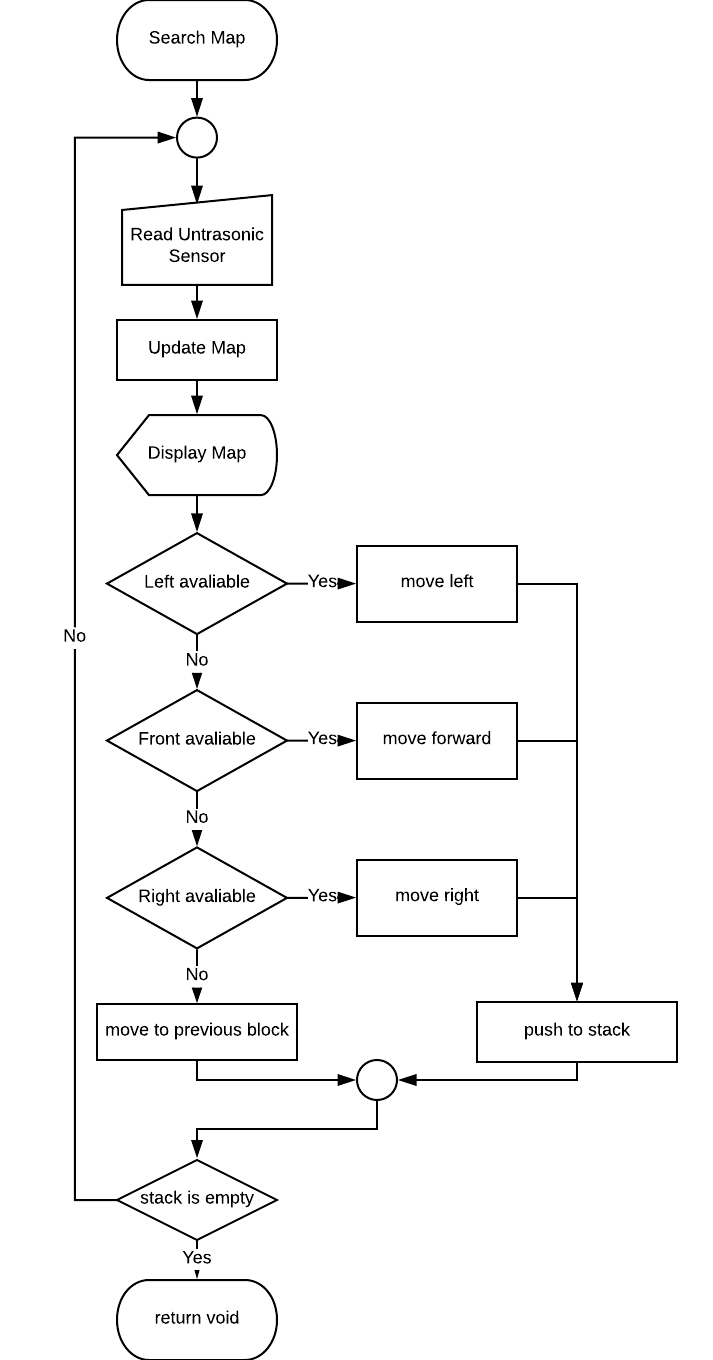 Search Map
Read Untrasonic
Sensor
Update Map
Display Map
Left avaliable
Yes
move left
No
Front avaliable
Yes
move forward
No
Right avaliable
Yes
move right
No
move to previous block
push to stack
No
stack is empty
Yes
return void